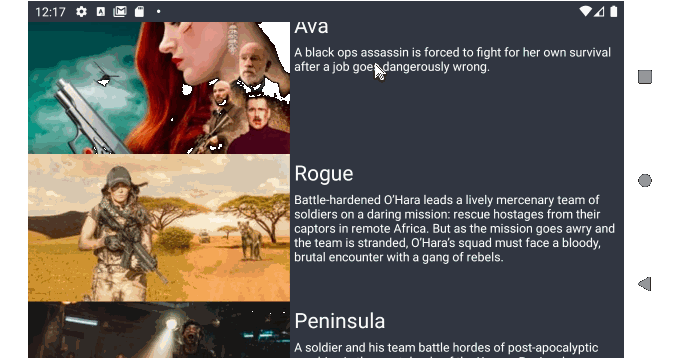 12:17
Ava
A black ops assassin is forced to fight for her own survival
after a job goes dangerously wrong.
Rogue
Battle-hardened O’Hara leads a lively mercenary team of
soldiers on a daring mission: rescue hostages from their
captors in remote Africa. But as the mission goes awry and
the team is stranded, O’Hara’s squad must face a bloody,
brutal encounter with a gang of rebels.
Peninsula
A soldier and his team battle hordes of post-apocalyptic